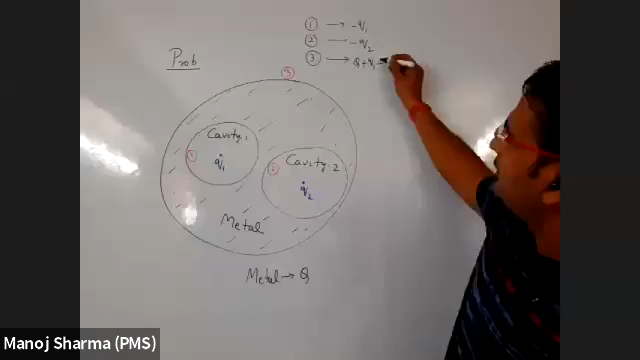 ① → -q₁
② → -q₂
③ → Q+q₁
Prob
③
Cavity-1
①
q₁
Cavity-2
②
q₂
Metal
Metal → Q
Manoj Sharma (PMS)